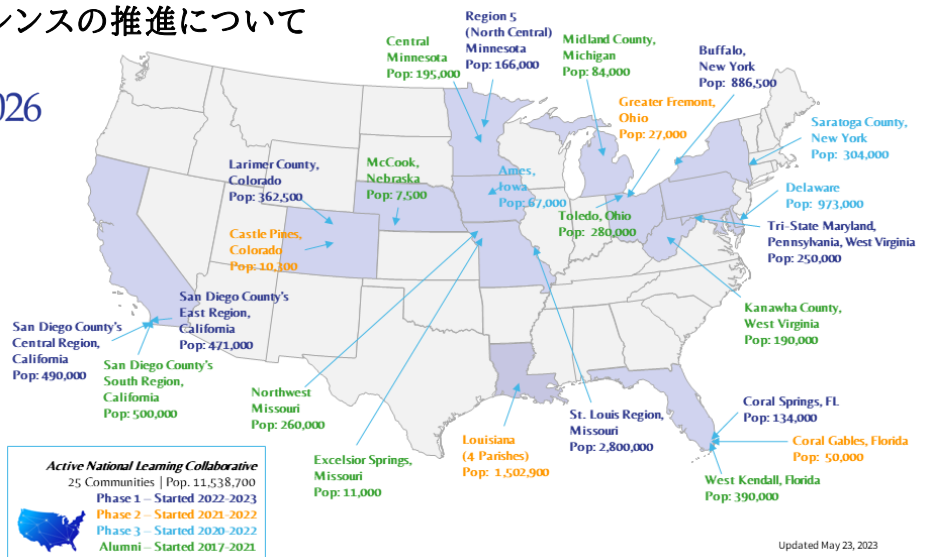 ンスの推進について
026
Region 5
(North Central)
Minnesota
Pop: 166,000
Central
Minnesota
Pop: 195,000
Midland County,
Michigan
Pop: 84,000
Buffalo,
New York
Pop: 886,500
Greater Fremont,
Ohio
Pop: 27,000
Saratoga County,
New York
Pop: 304,000
Larimer County,
Colorado
Pop: 362,500
McCook,
Nebraska
Pop: 7,500
Ames,
Iowa
Pop: 67,000
Delaware
Pop: 973,000
Toledo, Ohio
Pop: 280,000
Tri-State Maryland,
Pennsylvania, West Virginia
Pop: 250,000
Castle Pines,
Colorado
Pop: 10,300
San Diego County's
East Region,
California
Pop: 471,000
San Diego County's
Central Region,
California
Pop: 490,000
San Diego County's
South Region,
California
Pop: 500,000
Kanawha County,
West Virginia
Pop: 190,000
Northwest
Missouri
Pop: 260,000
Excelsior Springs,
Missouri
Pop: 11,000
Louisiana
(4 Parishes)
Pop: 1,502,900
St. Louis Region,
Missouri
Pop: 2,800,000
Coral Springs, FL
Pop: 134,000
Coral Gables, Florida
Pop: 50,000
West Kendall, Florida
Pop: 390,000
Active National Learning Collaborative
25 Communities | Pop. 11,538,700
Phase 1 – Started 2022-2023
Phase 2 – Started 2021-2022
Phase 3 – Started 2020-2022
Alumni – Started 2017-2021
Updated May 23, 2023